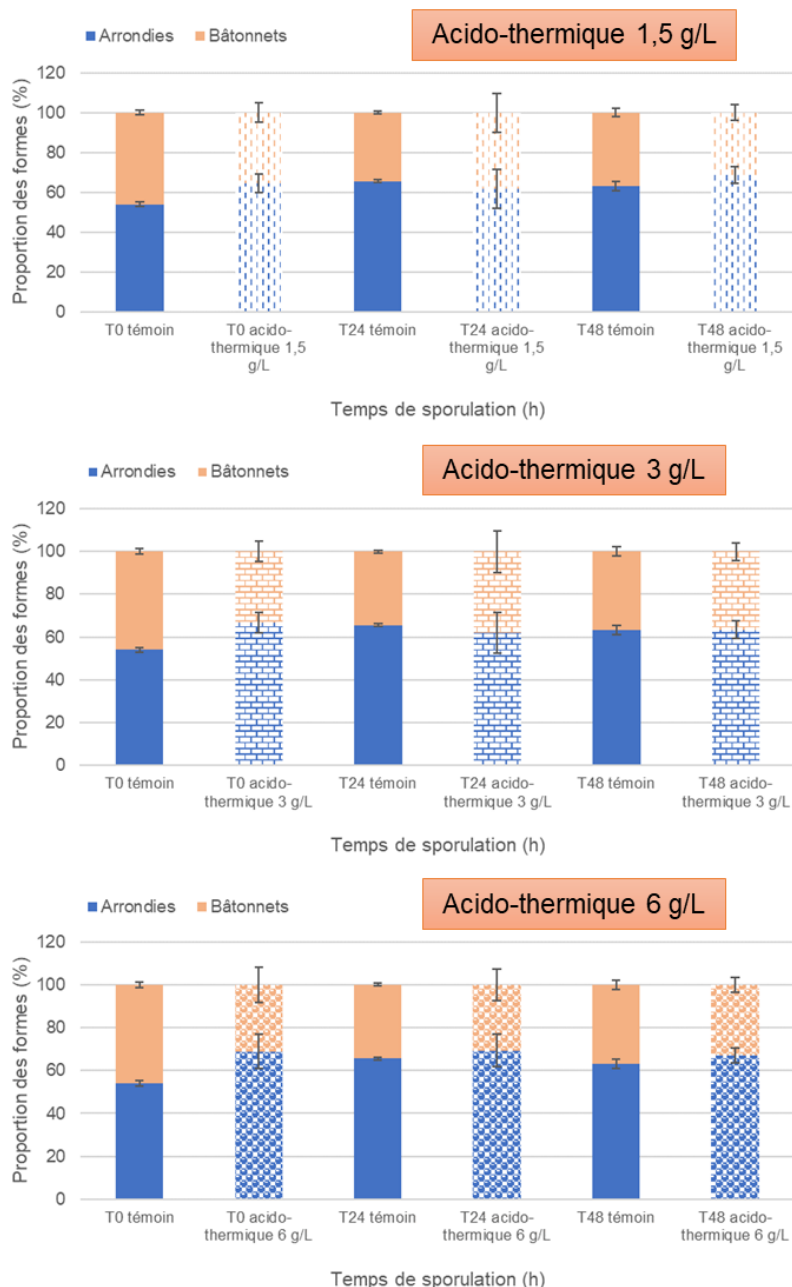 Arrondies Bâtonnets
Acido-thermique 1,5 g/L
Proportion des formes (%)
120
100
80
60
40
20
0
T0 témoin
T0 acido-
thermique 1,5
g/L
T24 témoin
T24 acido-
thermique 1,5
g/L
T48 témoin
T48 acido-
thermique 1,5
g/L
Temps de sporulation (h)
Arrondies Bâtonnets
Acido-thermique 3 g/L
Proportion des formes (%)
120
100
80
60
40
20
0
T0 témoin
T0 acido-
thermique 3 g/L
T24 témoin
T24 acido-
thermique 3 g/L
T48 témoin
T48 acido-
thermique 3 g/L
Temps de sporulation (h)
Arrondies Bâtonnets
Acido-thermique 6 g/L
Proportion des formes (%)
120
100
80
60
40
20
0
T0 témoin
T0 acido-
thermique 6 g/L
T24 témoin
T24 acido-
thermique 6 g/L
T48 témoin
T48 acido-
thermique 6 g/L
Temps de sporulation (h)